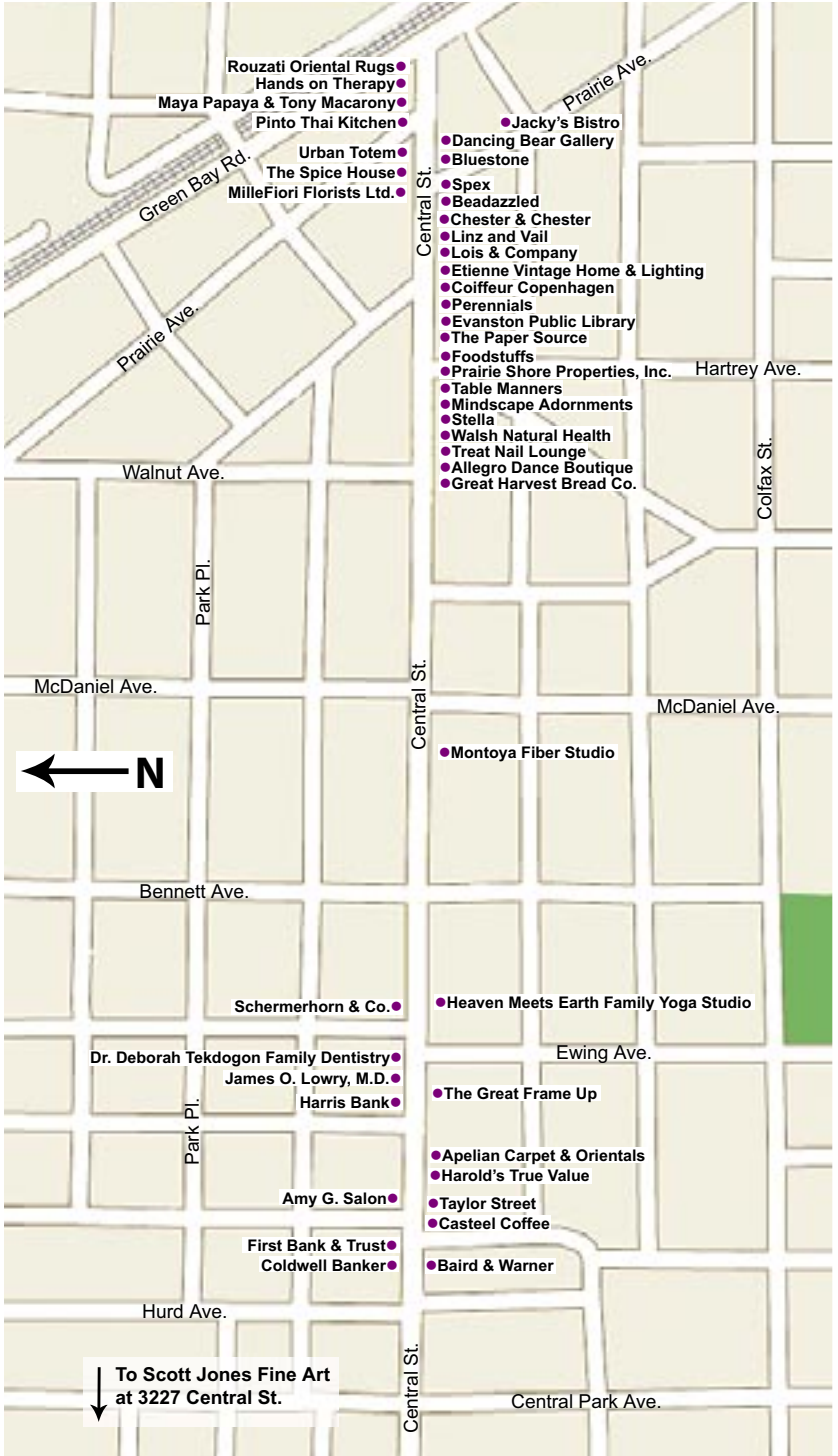 Rouzati Oriental Rugs
Hands on Therapy
Maya Papaya & Tony Macarony
Prairie Ave.
Pinto Thai Kitchen
Jacky's Bistro
Dancing Bear Gallery
Urban Totem
Bluestone
The Spice House
Green Bay Rd.
Spex
MilleFiori Florists Ltd.
Central St.
Beadazzled
Chester & Chester
Linz and Vail
Lois & Company
Etienne Vintage Home & Lighting
Coiffeur Copenhagen
Perennials
Evanston Public Library
Prairie Ave.
The Paper Source
Foodstuffs
Prairie Shore Properties, Inc.
Hartrey Ave.
Table Manners
Mindscape Adornments
Stella
Walsh Natural Health
Treat Nail Lounge
Allegro Dance Boutique
Walnut Ave.
Great Harvest Bread Co.
Colfax St.
Park Pl.
McDaniel Ave.
Central St.
McDaniel Ave.
Montoya Fiber Studio
N
Bennett Ave.
Schermerhorn & Co.
Heaven Meets Earth Family Yoga Studio
Ewing Ave.
Dr. Deborah Tekdogon Family Dentistry
James O. Lowry, M.D.
The Great Frame Up
Harris Bank
Park Pl.
Apelian Carpet & Orientals
Harold's True Value
Amy G. Salon
Taylor Street
Casteel Coffee
First Bank & Trust
Coldwell Banker
Baird & Warner
Hurd Ave.
To Scott Jones Fine Art
at 3227 Central St.
Central St.
Central Park Ave.